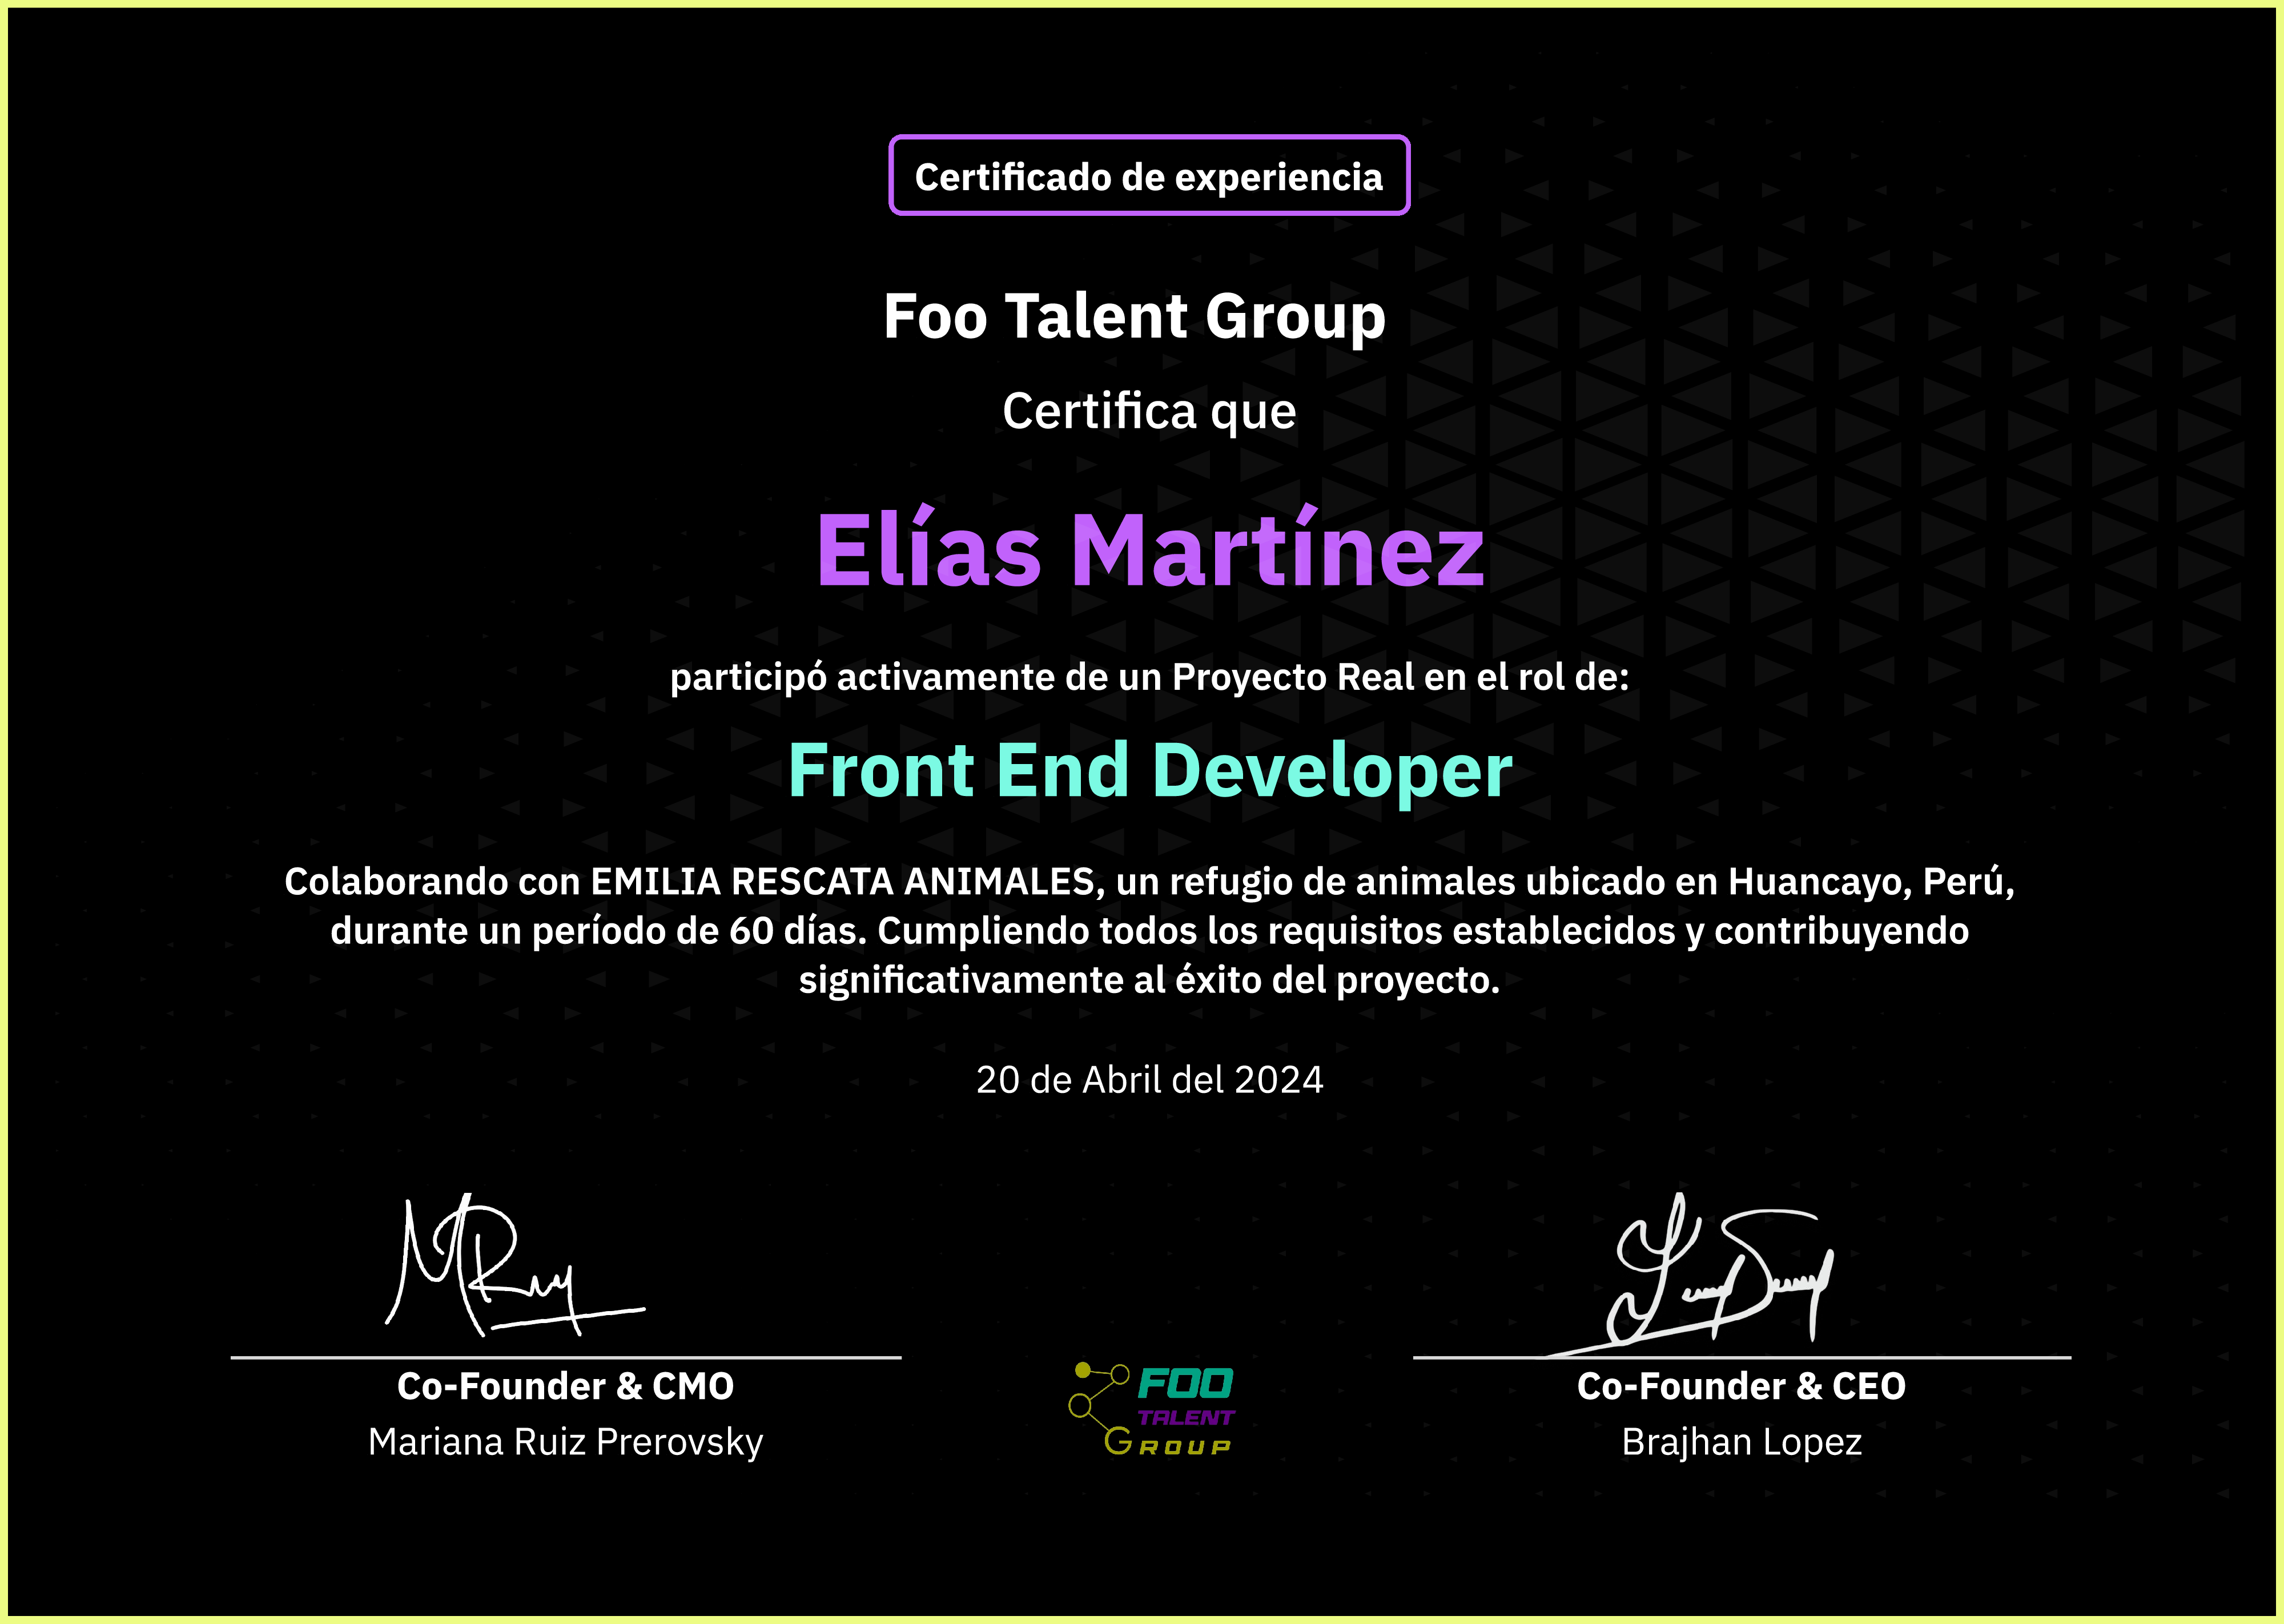 Certificado de experiencia
Foo Talent Group
Certifica que
Elías Martínez
participó activamente de un Proyecto Real en el rol de:
Front End Developer
Colaborando con EMILIA RESCATA ANIMALES, un refugio de animales ubicado en Huancayo, Perú,
durante un período de 60 días. Cumpliendo todos los requisitos establecidos y contribuyendo
significativamente al éxito del proyecto.
20 de Abril del 2024
Co-Founder & CMO
Mariana Ruiz Prerovsky
FOO
TALENT
GROUP
Co-Founder & CEO
Brajhan Lopez